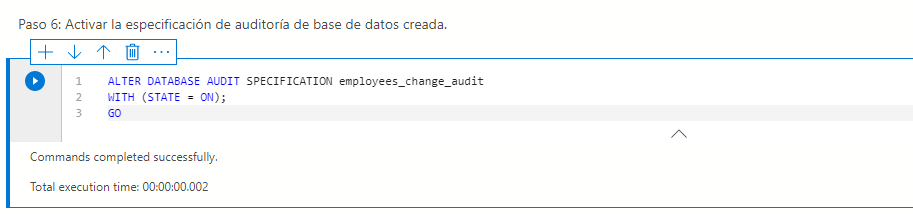 Paso 6: Activar la especificación de auditoría de base de datos creada.
1 ALTER DATABASE AUDIT SPECIFICATION employees_change_audit
2 WITH (STATE = ON);
3 GO
Commands completed successfully.
Total execution time: 00:00:00.002